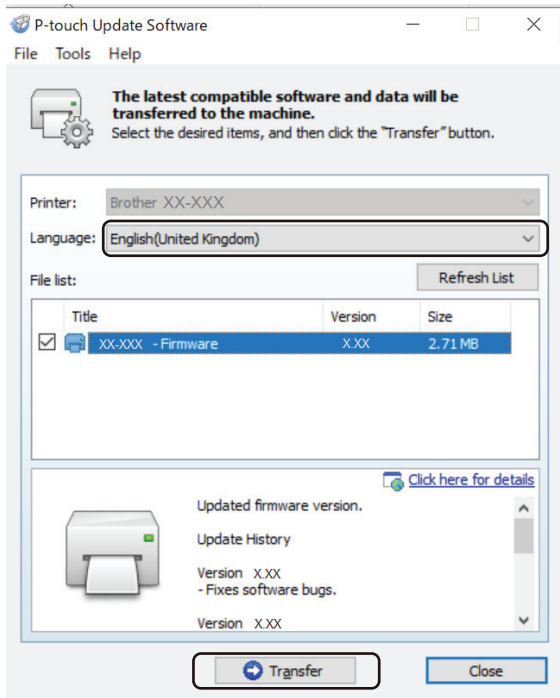 P-touch Update Software
File Tools Help
The latest compatible software and data will be
transferred to the machine.
Select the desired items, and then click the "Transfer" button.
Printer: Brother XX-XXX
Language: English(United Kingdom)
File list: Refresh List
Title Version Size
XX-XXX - Firmware X.XX 2.71 MB
Click here for details
Updated firmware version.
Update History
Version X.XX
- Fixes software bugs.
Version X.XX
Transfer Close